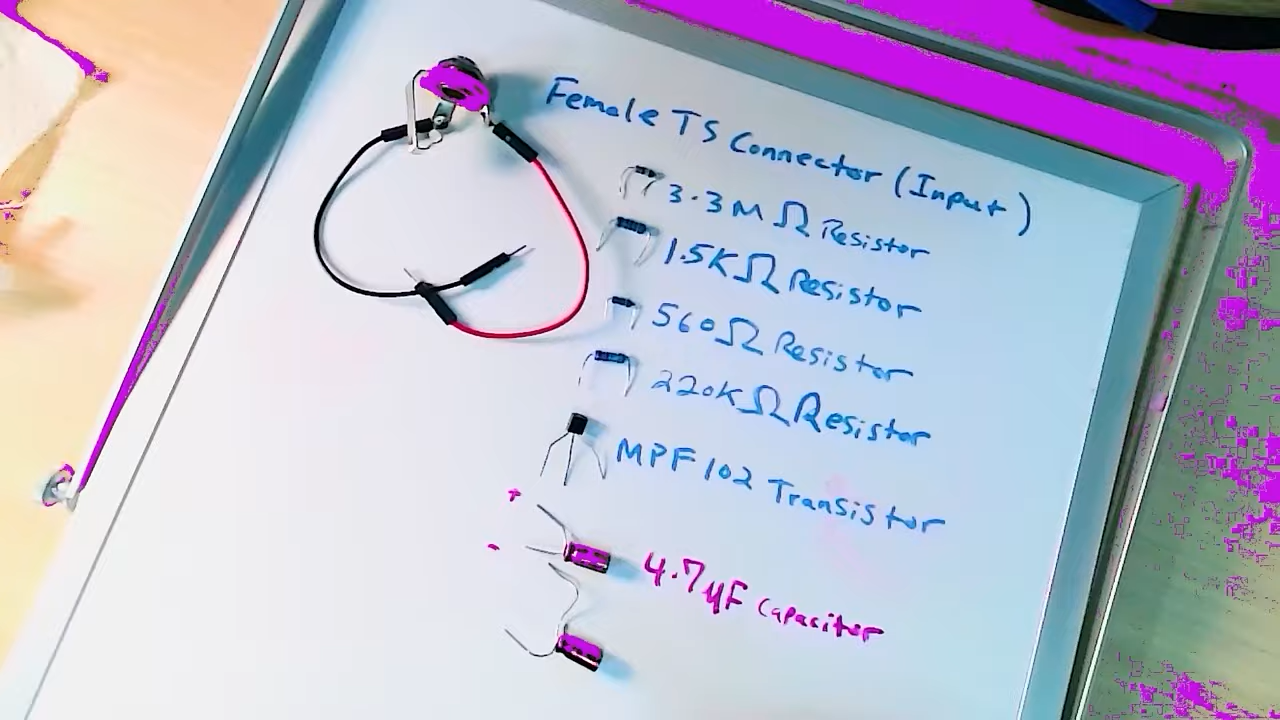 Female TS Connector (Input)
3.3MΩ Resistor
1.5KΩ Resistor
560Ω Resistor
220KΩ Resistor
MPF102 Transistor
+
-
4.7µF Capacitor